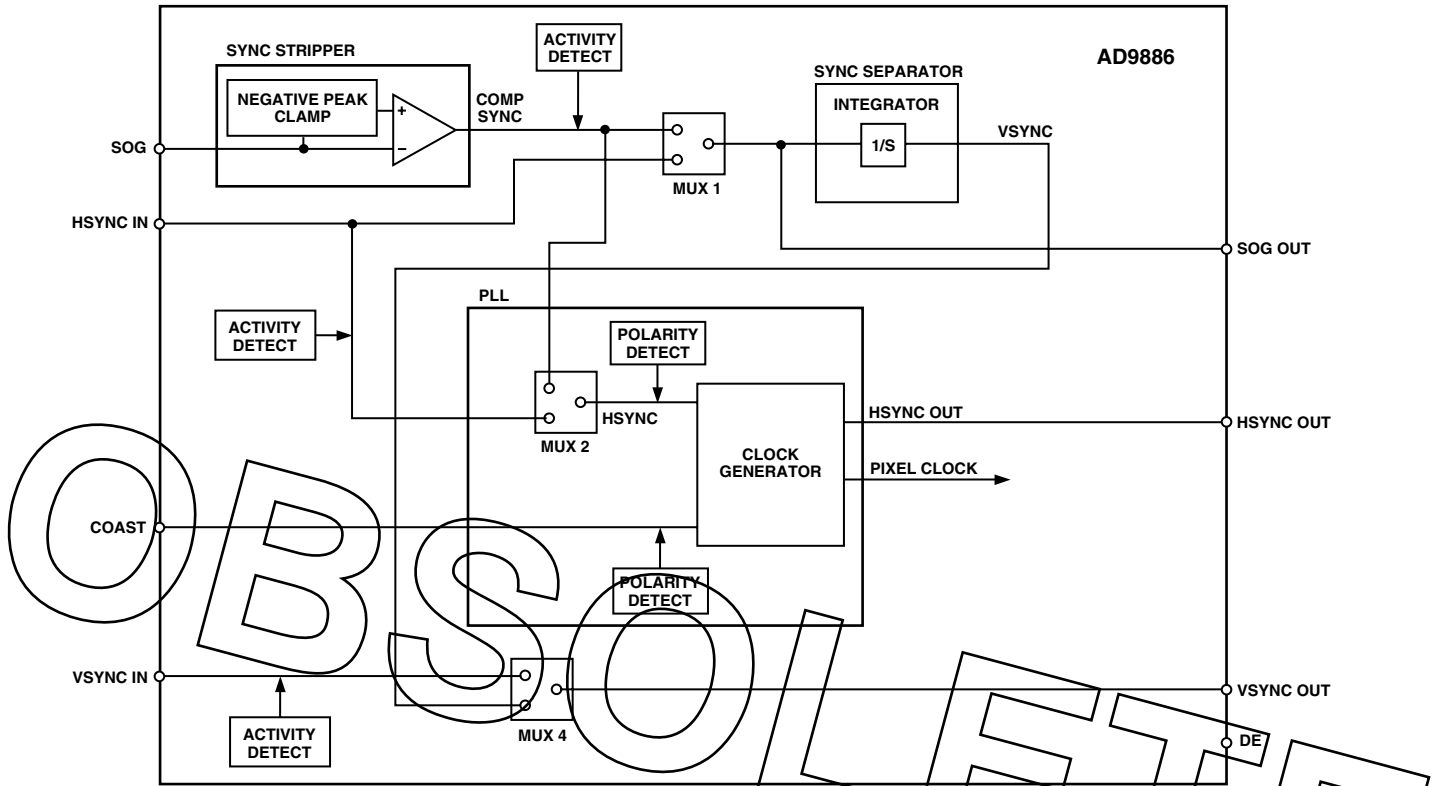 AD9886
SYNC STRIPPER
NEGATIVE PEAK
CLAMP
+
−
COMP
SYNC
ACTIVITY
DETECT
MUX 1
SYNC SEPARATOR
INTEGRATOR
1/S
VSYNC
SOG
HSYNC IN
SOG OUT
ACTIVITY
DETECT
PLL
POLARITY
DETECT
MUX 2
HSYNC
CLOCK
GENERATOR
HSYNC OUT
HSYNC OUT
PIXEL CLOCK
COAST
POLARITY
DETECT
VSYNC IN
ACTIVITY
DETECT
MUX 4
VSYNC OUT
DE
OBSOLETE